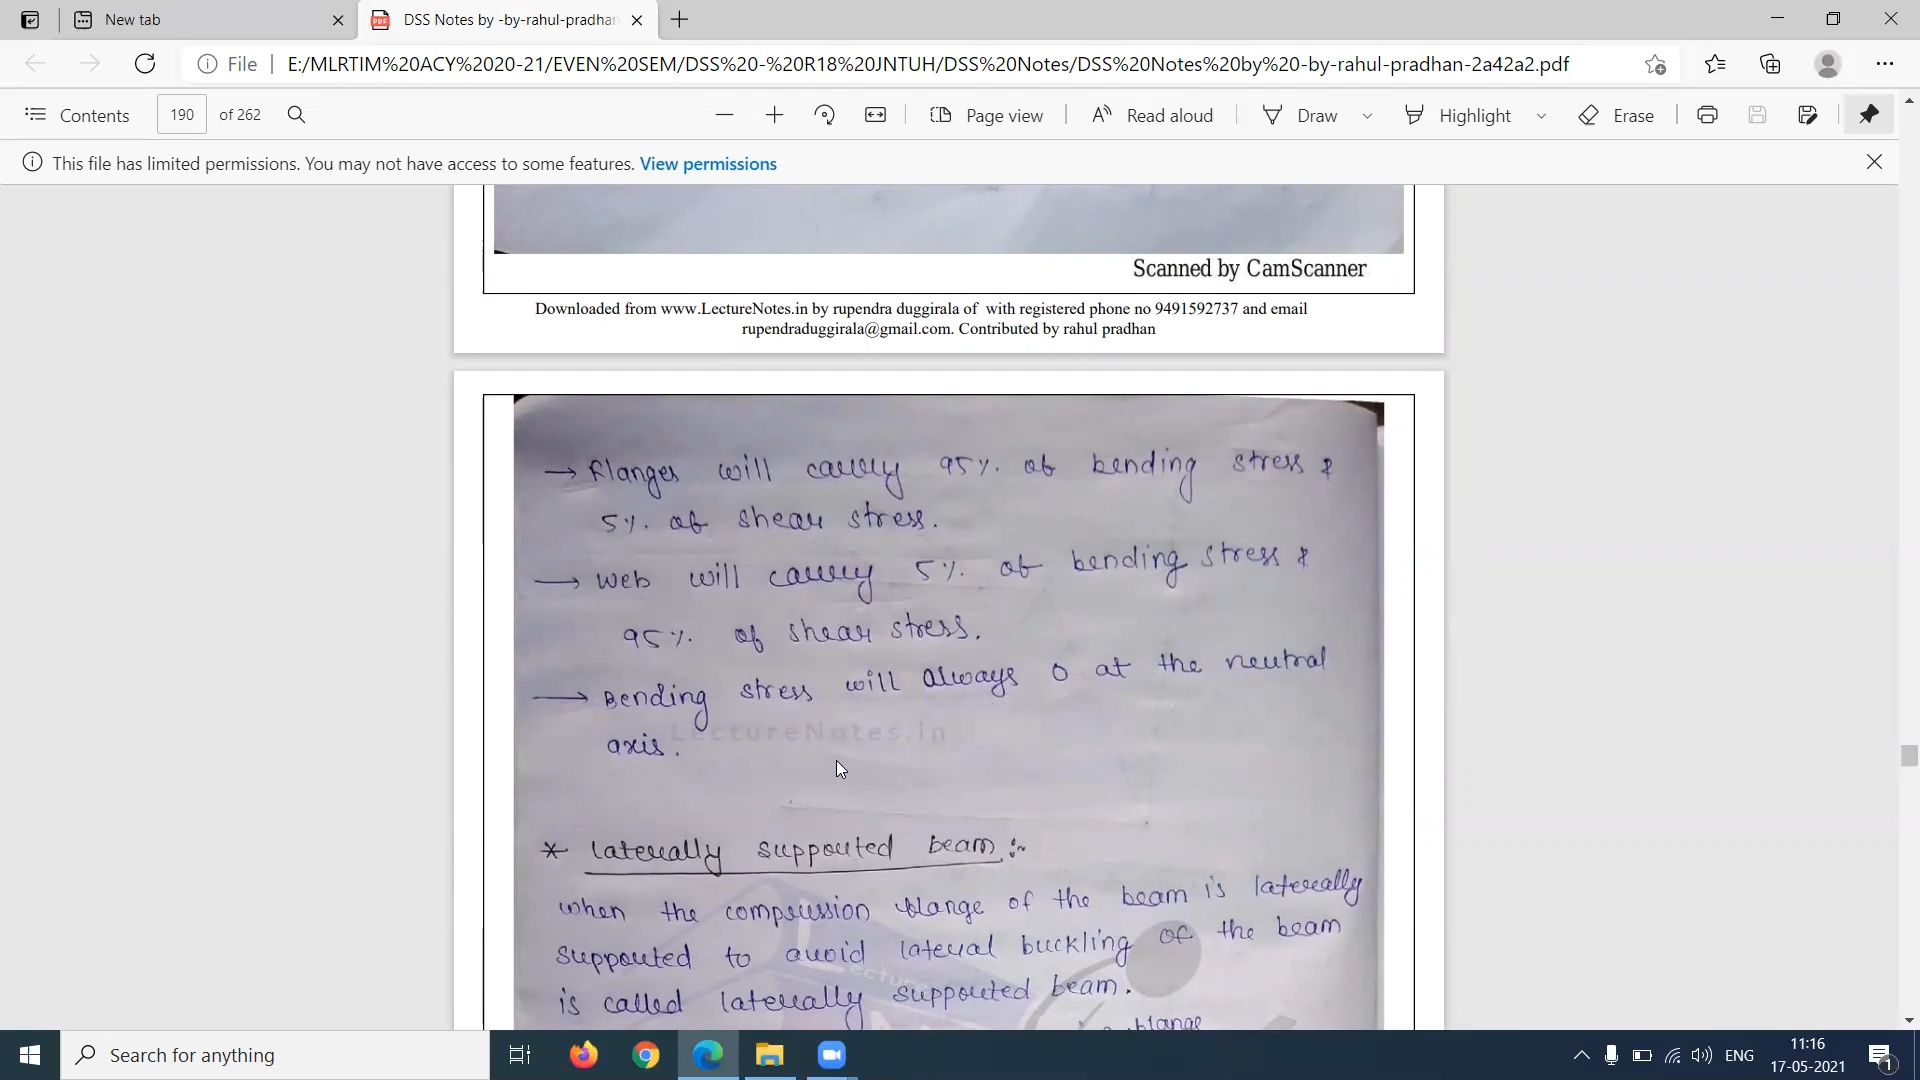 New tab
DSS Notes by -by-rahul-pradhan
File
E:/MLRTIM%20ACY%2020-21/EVEN%20SEM/DSS%20-%20R18%20JNTUH/DSS%20Notes/DSS%20Notes%20by%20-by-rahul-pradhan-2a42a2.pdf
Contents 190 of 262 Page view Read aloud Draw Highlight Erase
This file has limited permissions. You may not have access to some features. View permissions
Scanned by CamScanner
Downloaded from www.LectureNotes.in by rupendra duggirala of with registered phone no 9491592737 and email
rupendraduggirala@gmail.com. Contributed by rahul pradhan
→ Flanges will carry 95%. of bending stress &
5%. of shear stress.
→ Web will carry 5%. of bending stress &
95%. of shear stress.
→ Bending stress will always 0 at the neutral
LectureNotes.in
axis.
* laterally supported beam :~
when the compression flange of the beam is laterally
supported to avoid lateral buckling of the beam
is called laterally supported beam.
flange
Search for anything
ENG
11:16
17-05-2021
1